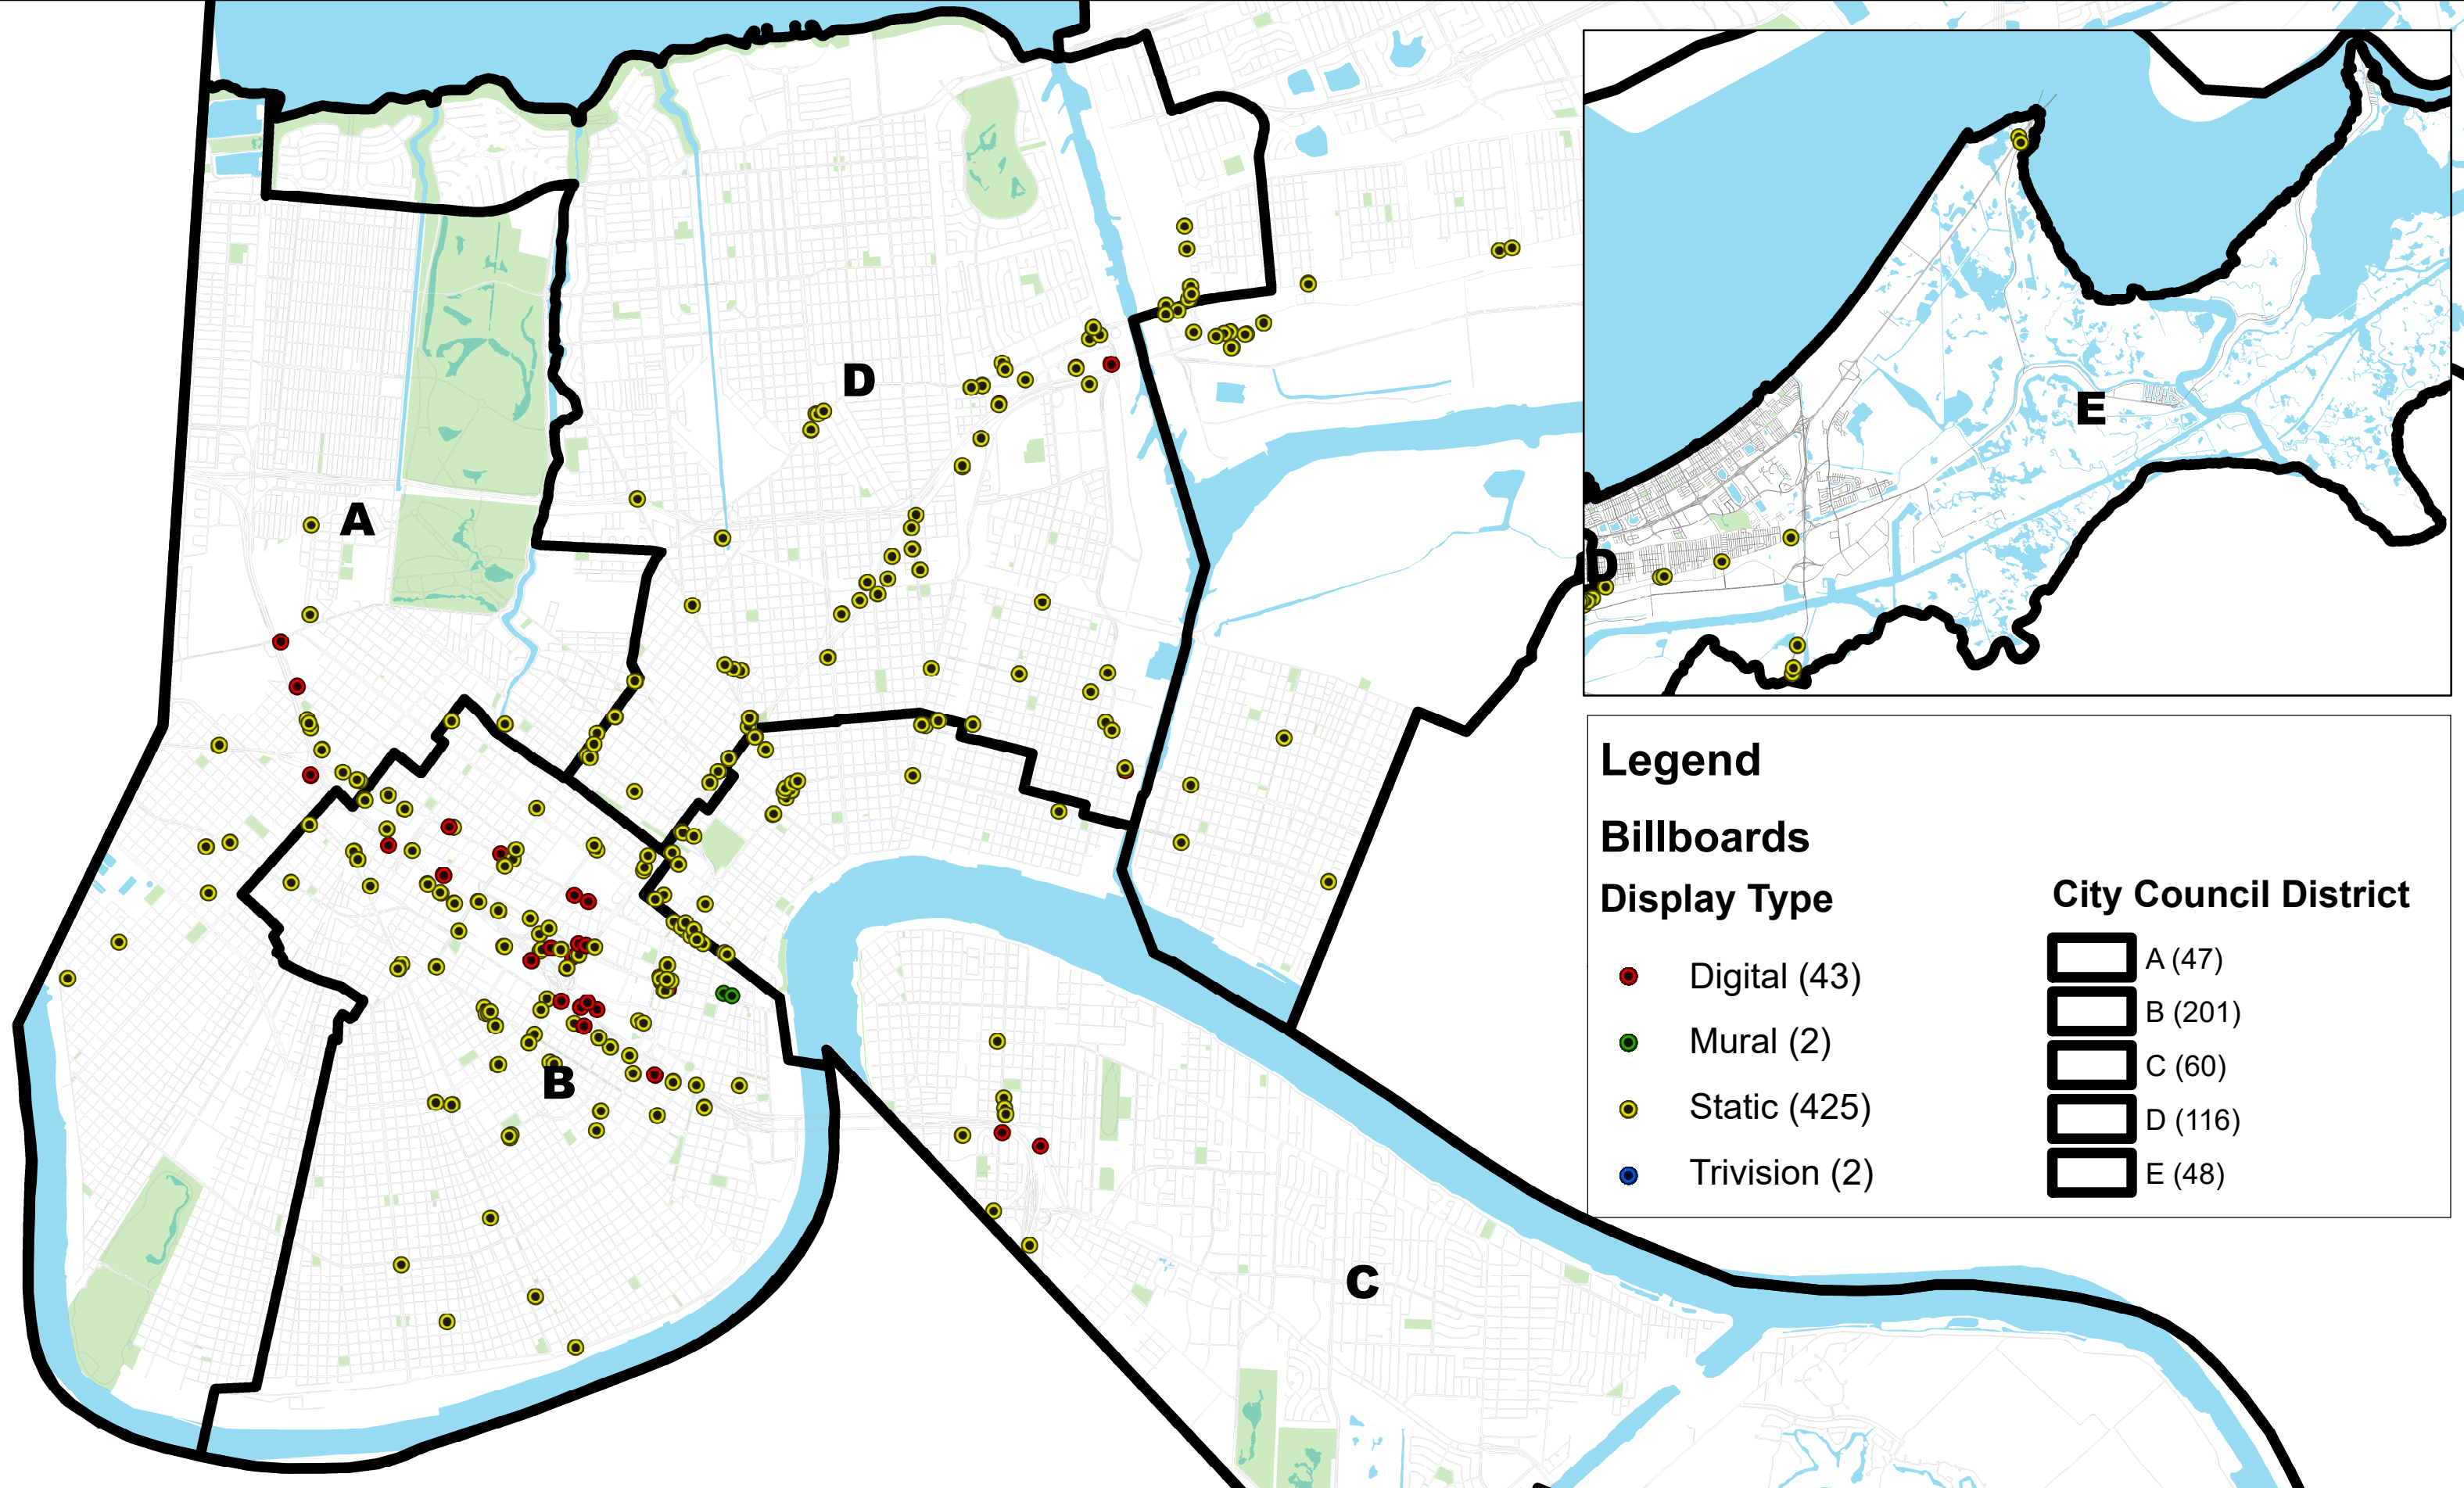 D
A
B
C
E
D
Legend
Billboards
Display Type
Digital (43)
Mural (2)
Static (425)
Trivision (2)
City Council District
A (47)
B (201)
C (60)
D (116)
E (48)